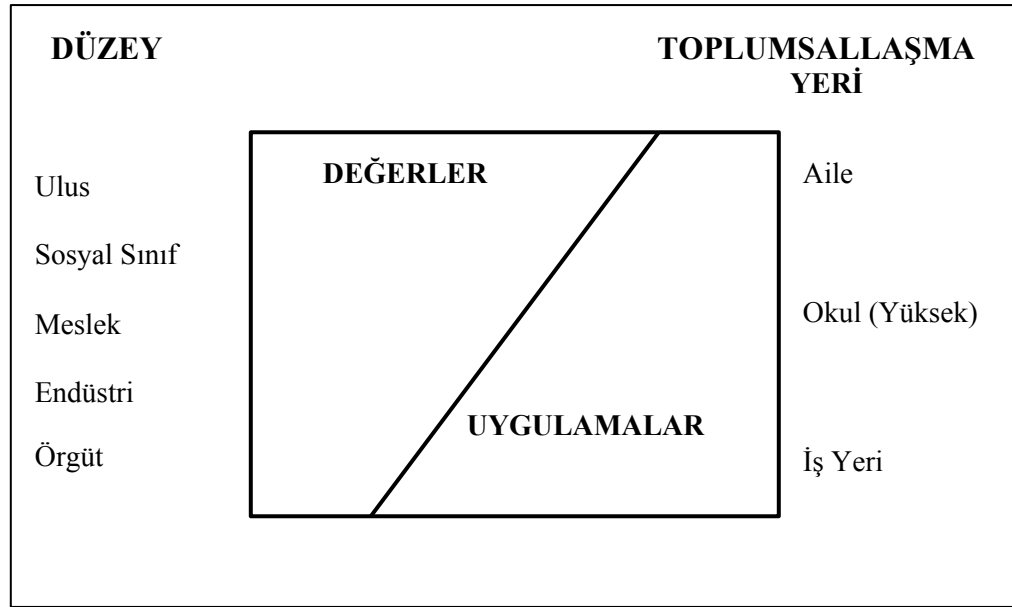 DÜZEY
TOPLUMSALLAŞMA
YERİ
DEĞERLER
Aile
Ulus
Sosyal Sınıf
Okul (Yüksek)
Meslek
Endüstri
UYGULAMALAR
Örgüt
İş Yeri